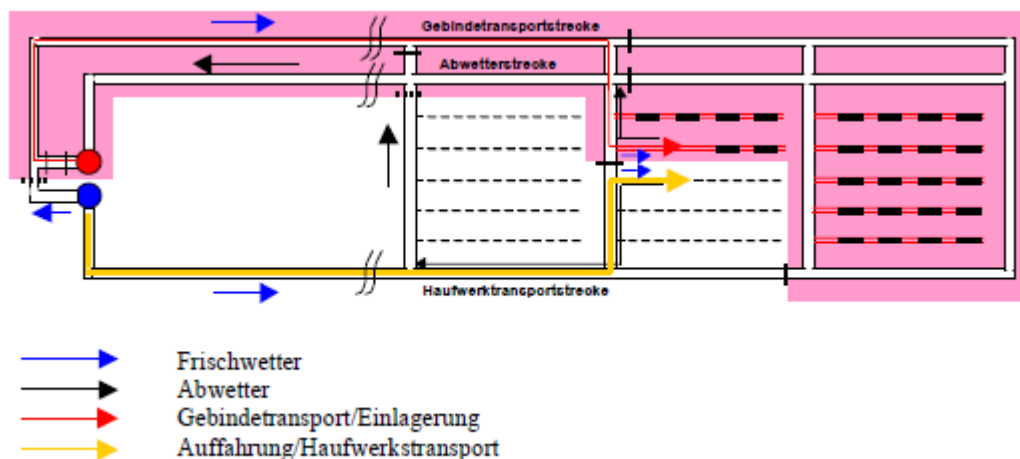 Gebindetransportstrecke
Abwetterstrecke
Haufwerktransportstrecke
Frischwetter
Abwetter
Gebindetransport/Einlagerung
Auffahrung/Haufwerkstransport